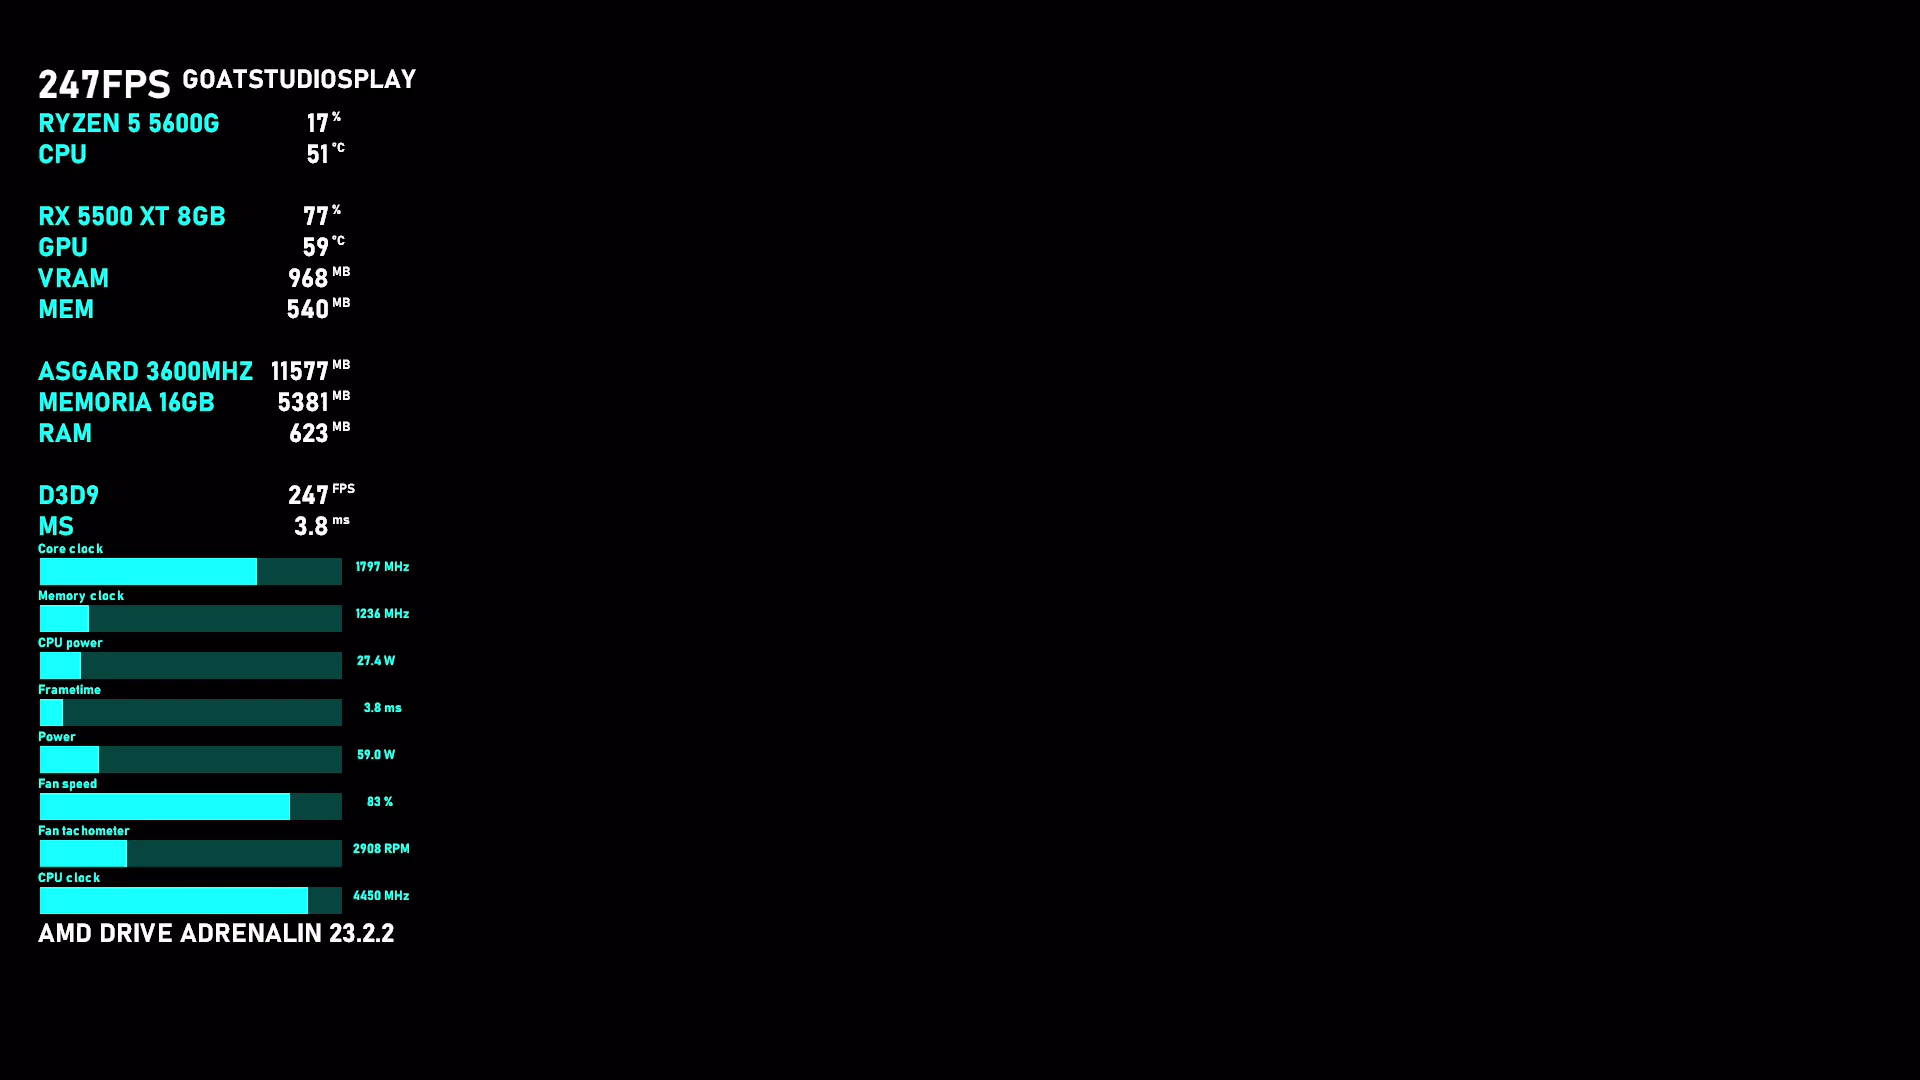 247FPS GOATSTUDIOSPLAY
RYZEN 5 5600G 17 %
CPU 51 °C
RX 5500 XT 8GB 77 %
GPU 59 °C
VRAM 968 MB
MEM 540 MB
ASGARD 3600MHZ 11577 MB
MEMORIA 16GB 5381 MB
RAM 623 MB
D3D9 247 FPS
MS 3.8 ms
Core clock
1797 MHz
Memory clock
1236 MHz
CPU power
27.4 W
Frametime
3.8 ms
Power
59.0 W
Fan speed
83 %
Fan tachometer
2908 RPM
CPU clock
4450 MHz
AMD DRIVE ADRENALIN 23.2.2